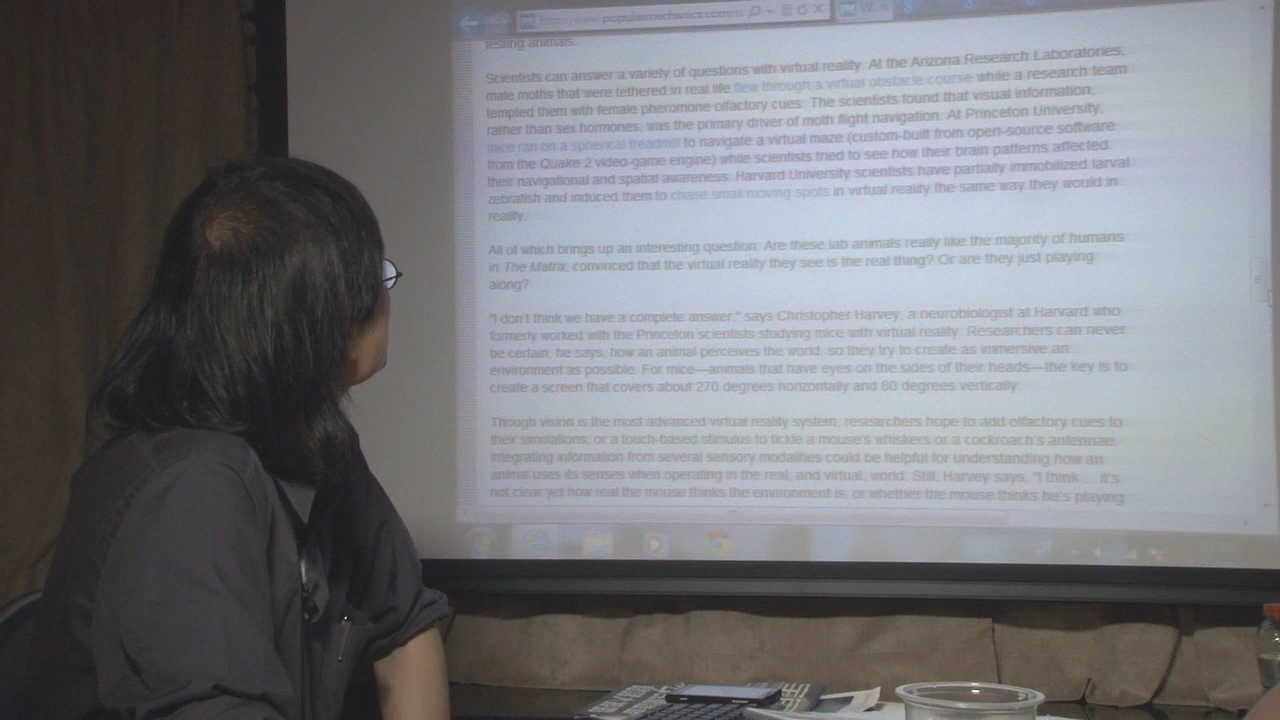 popularmechanics.com
testing animals.
Scientists can answer a variety of questions with virtual reality. At the Arizona Research Laboratories,
male moths that were tethered in real life flew through a virtual obstacle course while a research team
tempted them with female pheromone olfactory cues. The scientists found that visual information,
rather than sex hormones, was the primary driver of moth flight navigation. At Princeton University,
mice ran on a spherical treadmill to navigate a virtual maze (custom-built from open-source software
from the Quake 2 video-game engine) while scientists tried to see how their brain patterns affected
their navigational and spatial awareness. Harvard University scientists have partially immobilized larval
zebrafish and induced them to chase small moving spots in virtual reality the same way they would in
reality.
All of which brings up an interesting question: Are these lab animals really like the majority of humans
in The Matrix, convinced that the virtual reality they see is the real thing? Or are they just playing
along?
"I don't think we have a complete answer," says Christopher Harvey, a neurobiologist at Harvard who
formerly worked with the Princeton scientists studying mice with virtual reality. Researchers can never
be certain, he says, how an animal perceives the world, so they try to create as immersive an
environment as possible. For mice—animals that have eyes on the sides of their heads—the key is to
create a screen that covers about 270 degrees horizontally and 80 degrees vertically.
Though vision is the most advanced virtual reality system, researchers hope to add olfactory cues to
their simulations, or a touch-based stimulus to tickle a mouse's whiskers or a cockroach's antennae.
Integrating information from several sensory modalities could be helpful for understanding how an
animal uses its senses when operating in the real, and virtual, world. Still, Harvey says, "I think ... it's
not clear yet how real the mouse thinks the environment is, or whether the mouse thinks he's playing